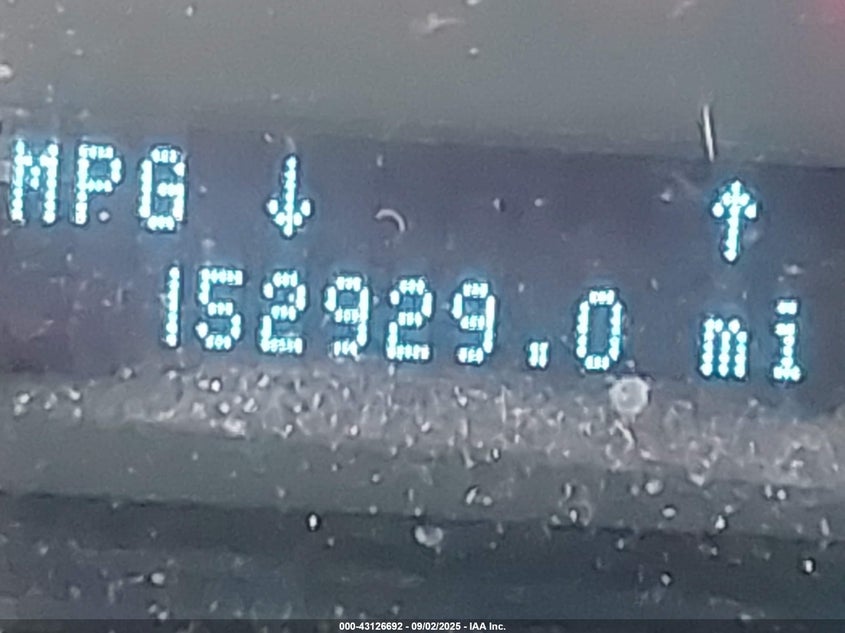 MPG ↓ ↑
152929.0 mi
000-43126692 - 09/02/2025 - IAA Inc.